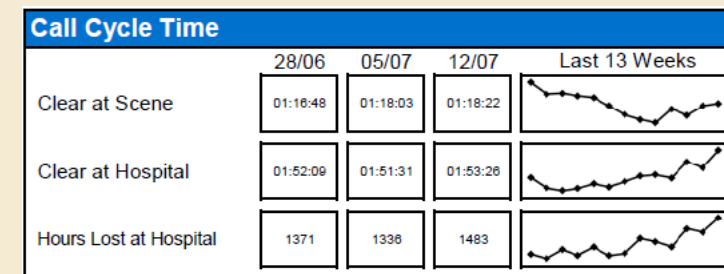 Call Cycle Time
28/06 05/07 12/07 Last 13 Weeks
Clear at Scene 01:16:48 01:18:03 01:18:22
Clear at Hospital 01:52:09 01:51:31 01:53:26
Hours Lost at Hospital 1371 1336 1483